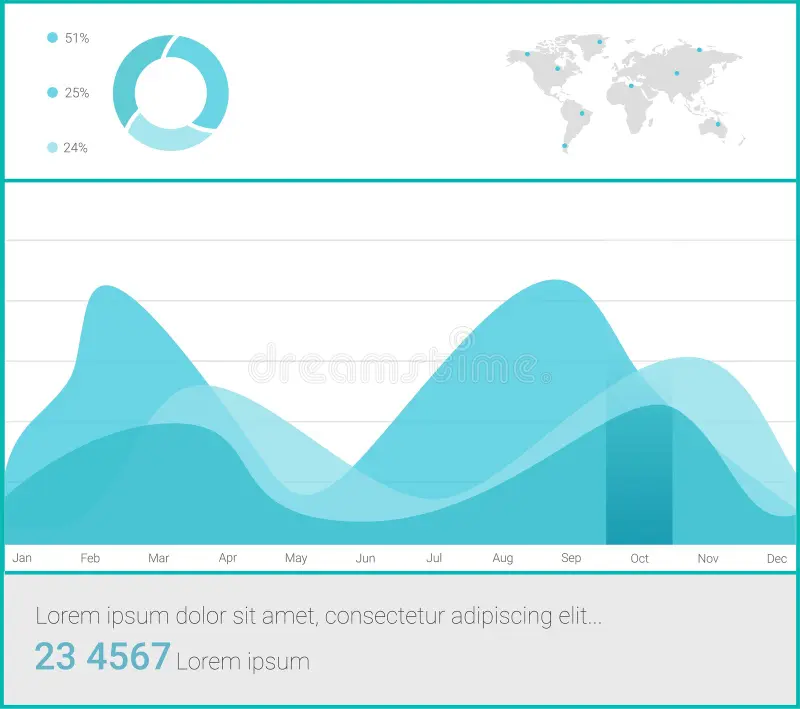 51%
25%
24%
dreamstime.
Jan Feb Mar Apr May Jun Jul Aug Sep Oct Nov Dec
Lorem ipsum dolor sit amet, consectetur adipiscing elit...
23 4567 Lorem ipsum